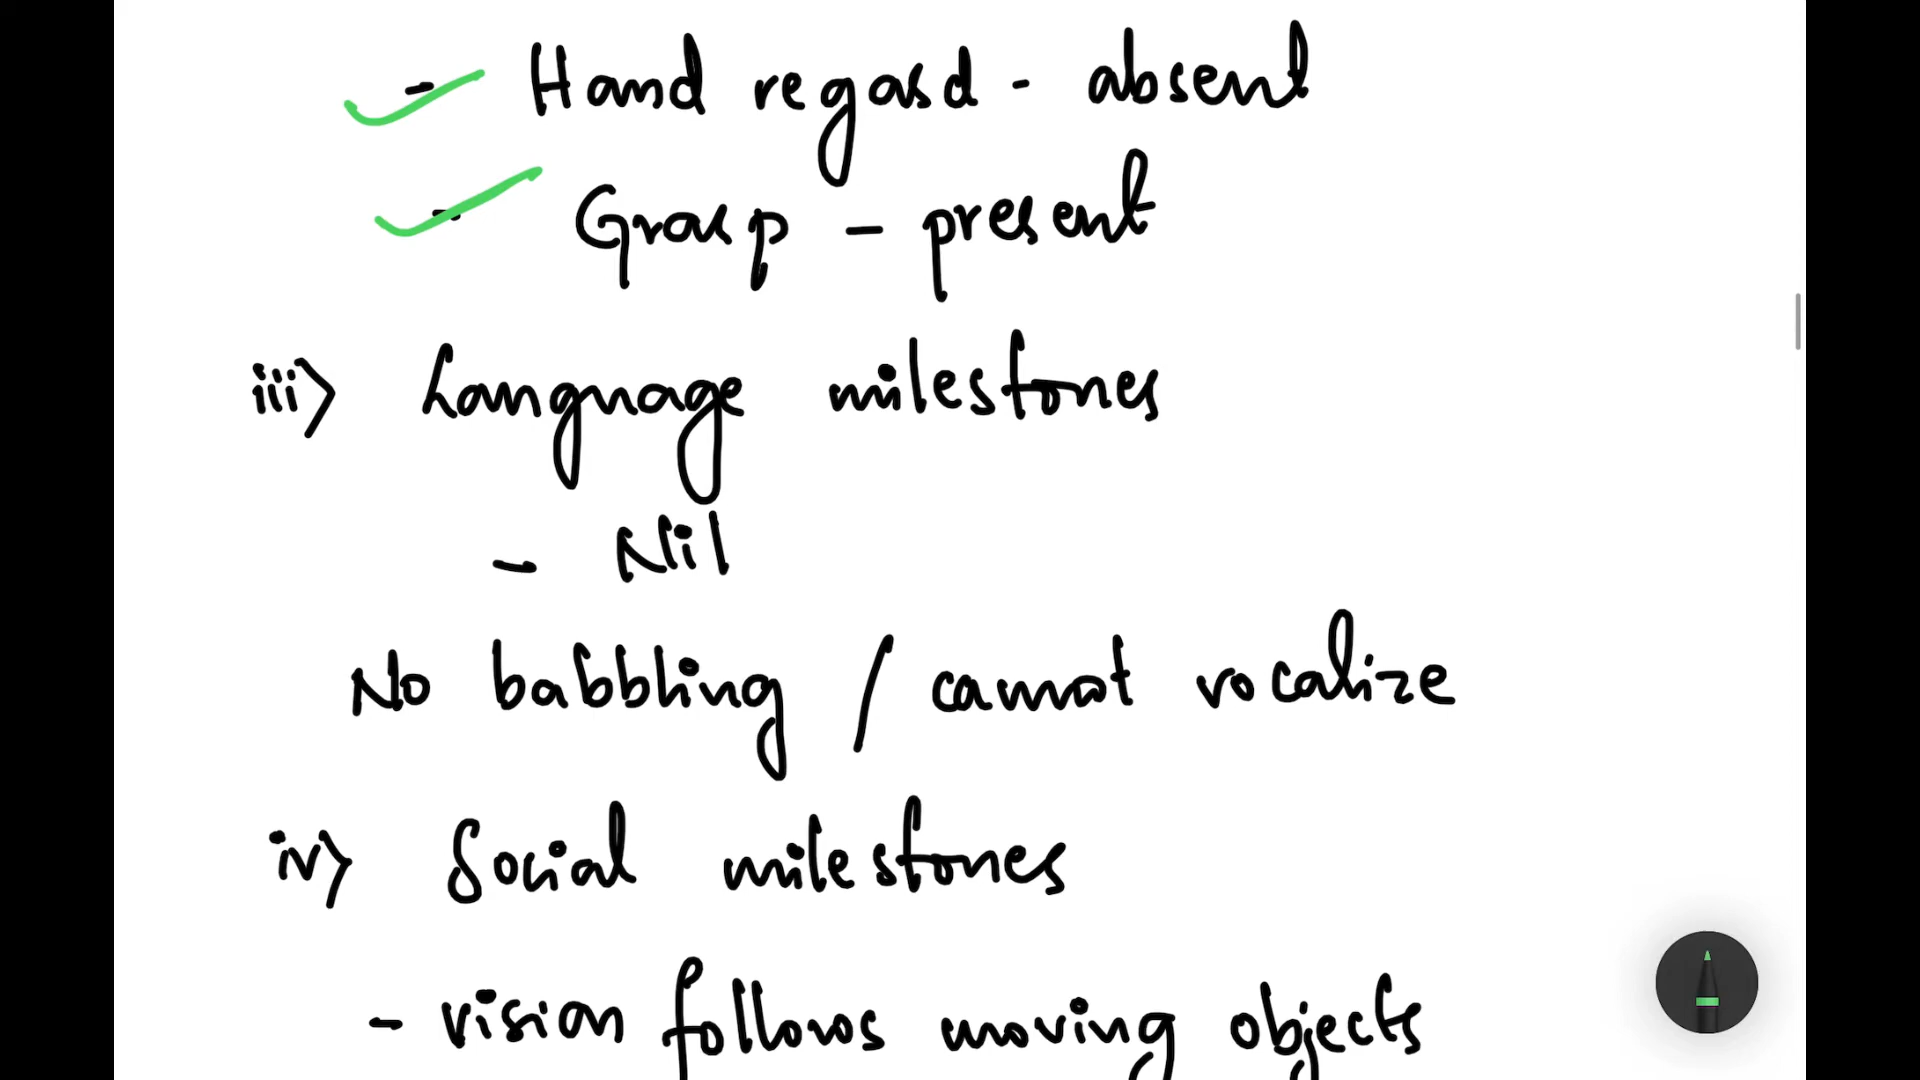 - Hand regard - absent
- Grasp - present
iii) Language milestones
- Nil
No babbling / cannot vocalize
iv) Social milestones
- vision follows moving objects